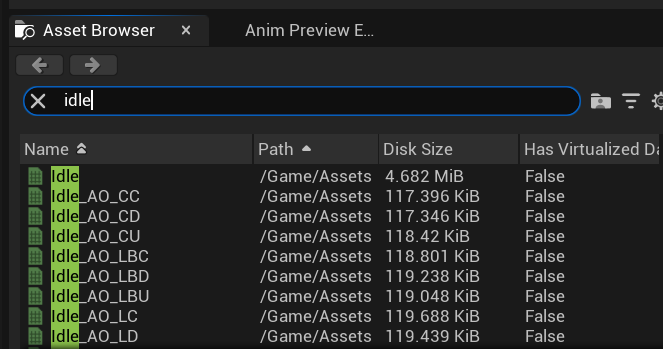 Asset Browser × Anim Preview E...
idle
Name Path Disk Size Has Virtualized Da
Idle /Game/Assets 4.682 MiB False
Idle_AO_CC /Game/Assets 117.396 KiB False
Idle_AO_CD /Game/Assets 117.346 KiB False
Idle_AO_CU /Game/Assets 118.42 KiB False
Idle_AO_LBC /Game/Assets 118.801 KiB False
Idle_AO_LBD /Game/Assets 119.238 KiB False
Idle_AO_LBU /Game/Assets 119.048 KiB False
Idle_AO_LC /Game/Assets 119.688 KiB False
Idle_AO_LD /Game/Assets 119.439 KiB False